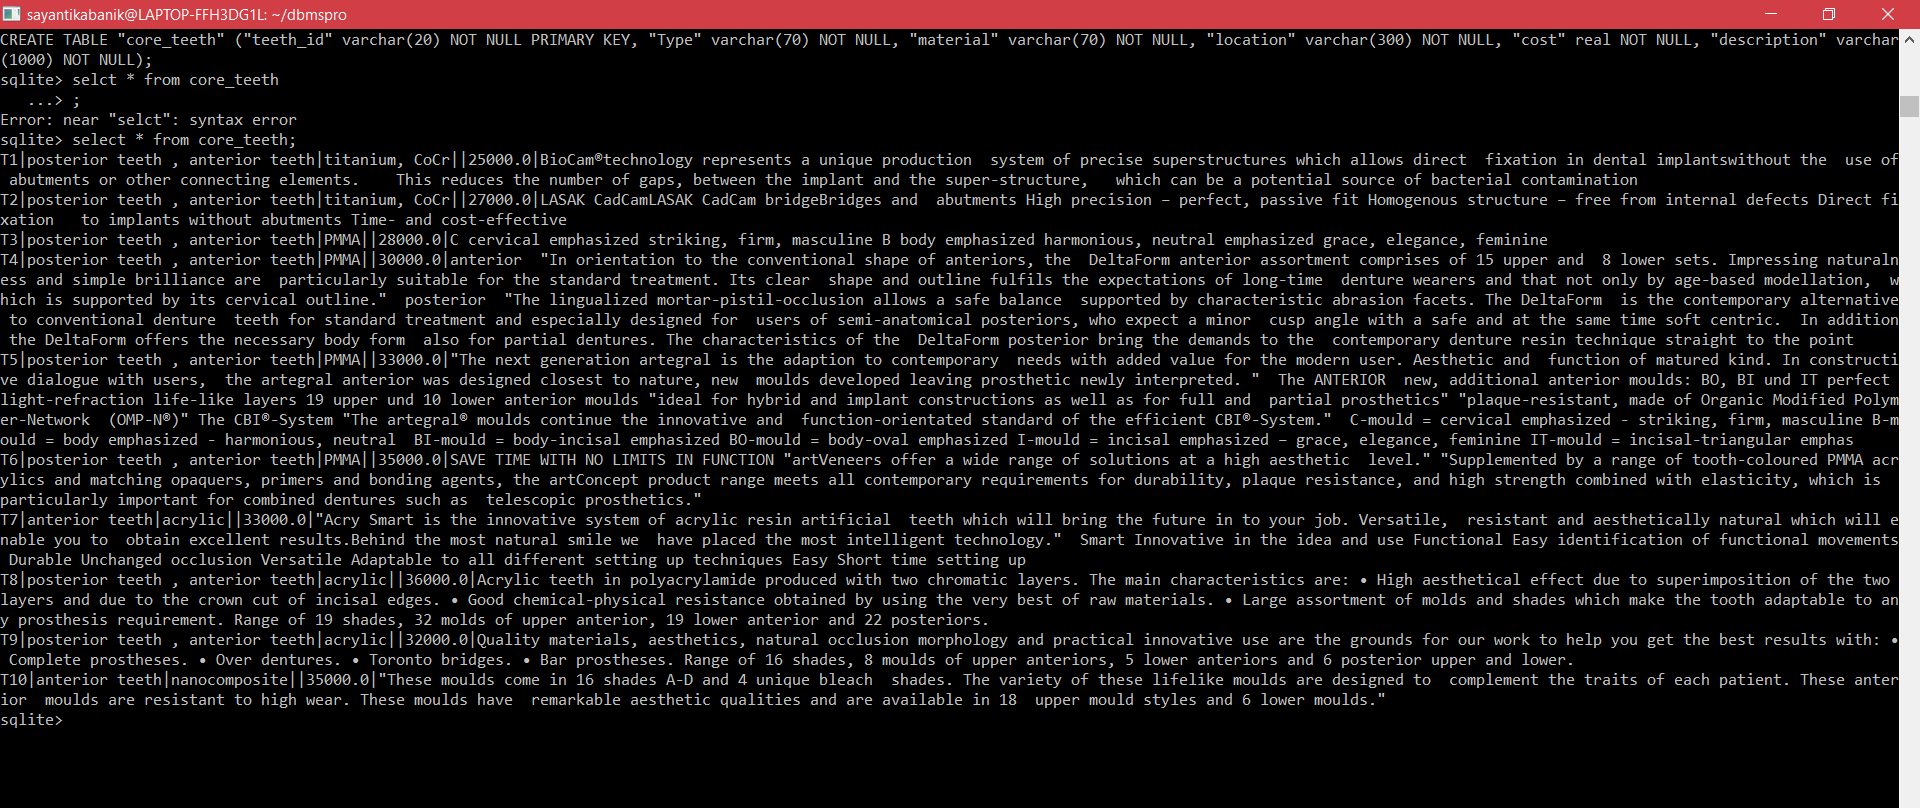 sayantikabanik@LAPTOP-FFH3DG1L: ~/dbmspro
CREATE TABLE "core_teeth" ("teeth_id" varchar(20) NOT NULL PRIMARY KEY, "Type" varchar(70) NOT NULL, "material" varchar(70) NOT NULL, "location" varchar(300) NOT NULL, "cost" real NOT NULL, "description" varchar
(1000) NOT NULL);
sqlite> selct * from core_teeth
   ...> ;
Error: near "selct": syntax error
sqlite> select * from core_teeth;
T1|posterior teeth , anterior teeth|titanium, CoCr||25000.0|BioCam®technology represents a unique production  system of precise superstructures which allows direct  fixation in dental implantswithout the  use of
 abutments or other connecting elements.    This reduces the number of gaps, between the implant and the super-structure,   which can be a potential source of bacterial contamination
T2|posterior teeth , anterior teeth|titanium, CoCr||27000.0|LASAK CadCamLASAK CadCam bridgeBridges and  abutments High precision – perfect, passive fit Homogenous structure – free from internal defects Direct fi
xation   to implants without abutments Time- and cost-effective
T3|posterior teeth , anterior teeth|PMMA||28000.0|C cervical emphasized striking, firm, masculine B body emphasized harmonious, neutral emphasized grace, elegance, feminine
T4|posterior teeth , anterior teeth|PMMA||30000.0|anterior  "In orientation to the conventional shape of anteriors, the  DeltaForm anterior assortment comprises of 15 upper and  8 lower sets. Impressing naturaln
ess and simple brilliance are  particularly suitable for the standard treatment. Its clear  shape and outline fulfils the expectations of long-time  denture wearers and that not only by age-based modellation,  w
hich is supported by its cervical outline."  posterior  "The lingualized mortar-pistil-occlusion allows a safe balance  supported by characteristic abrasion facets. The DeltaForm  is the contemporary alternative
 to conventional denture  teeth for standard treatment and especially designed for  users of semi-anatomical posteriors, who expect a minor  cusp angle with a safe and at the same time soft centric.  In addition
 the DeltaForm offers the necessary body form  also for partial dentures. The characteristics of the  DeltaForm posterior bring the demands to the  contemporary denture resin technique straight to the point
T5|posterior teeth , anterior teeth|PMMA||33000.0|"The next generation artegral is the adaption to contemporary  needs with added value for the modern user. Aesthetic and  function of matured kind. In constructi
ve dialogue with users,  the artegral anterior was designed closest to nature, new  moulds developed leaving prosthetic newly interpreted. "  The ANTERIOR  new, additional anterior moulds: BO, BI und IT perfect
light-refraction life-like layers 19 upper und 10 lower anterior moulds "ideal for hybrid and implant constructions as well as for full and  partial prosthetics" "plaque-resistant, made of Organic Modified Polym
er-Network  (OMP-N®)" The CBI®-System "The artegral® moulds continue the innovative and  function-orientated standard of the efficient CBI®-System."  C-mould = cervical emphasized - striking, firm, masculine B-m
ould = body emphasized - harmonious, neutral  BI-mould = body-incisal emphasized BO-mould = body-oval emphasized I-mould = incisal emphasized – grace, elegance, feminine IT-mould = incisal-triangular emphas
T6|posterior teeth , anterior teeth|PMMA||35000.0|SAVE TIME WITH NO LIMITS IN FUNCTION "artVeneers offer a wide range of solutions at a high aesthetic  level." "Supplemented by a range of tooth-coloured PMMA acr
ylics and matching opaquers, primers and bonding agents, the artConcept product range meets all contemporary requirements for durability, plaque resistance, and high strength combined with elasticity, which is
particularly important for combined dentures such as  telescopic prosthetics."
T7|anterior teeth|acrylic||33000.0|"Acry Smart is the innovative system of acrylic resin artificial  teeth which will bring the future in to your job. Versatile,  resistant and aesthetically natural which will e
nable you to  obtain excellent results.Behind the most natural smile we  have placed the most intelligent technology."  Smart Innovative in the idea and use Functional Easy identification of functional movements
 Durable Unchanged occlusion Versatile Adaptable to all different setting up techniques Easy Short time setting up
T8|posterior teeth , anterior teeth|acrylic||36000.0|Acrylic teeth in polyacrylamide produced with two chromatic layers. The main characteristics are: • High aesthetical effect due to superimposition of the two
layers and due to the crown cut of incisal edges. • Good chemical-physical resistance obtained by using the very best of raw materials. • Large assortment of molds and shades which make the tooth adaptable to an
y prosthesis requirement. Range of 19 shades, 32 molds of upper anterior, 19 lower anterior and 22 posteriors.
T9|posterior teeth , anterior teeth|acrylic||32000.0|Quality materials, aesthetics, natural occlusion morphology and practical innovative use are the grounds for our work to help you get the best results with: •
 Complete prostheses. • Over dentures. • Toronto bridges. • Bar prostheses. Range of 16 shades, 8 moulds of upper anteriors, 5 lower anteriors and 6 posterior upper and lower.
T10|anterior teeth|nanocomposite||35000.0|"These moulds come in 16 shades A-D and 4 unique bleach  shades. The variety of these lifelike moulds are designed to  complement the traits of each patient. These anter
ior  moulds are resistant to high wear. These moulds have  remarkable aesthetic qualities and are available in 18  upper mould styles and 6 lower moulds."
sqlite>